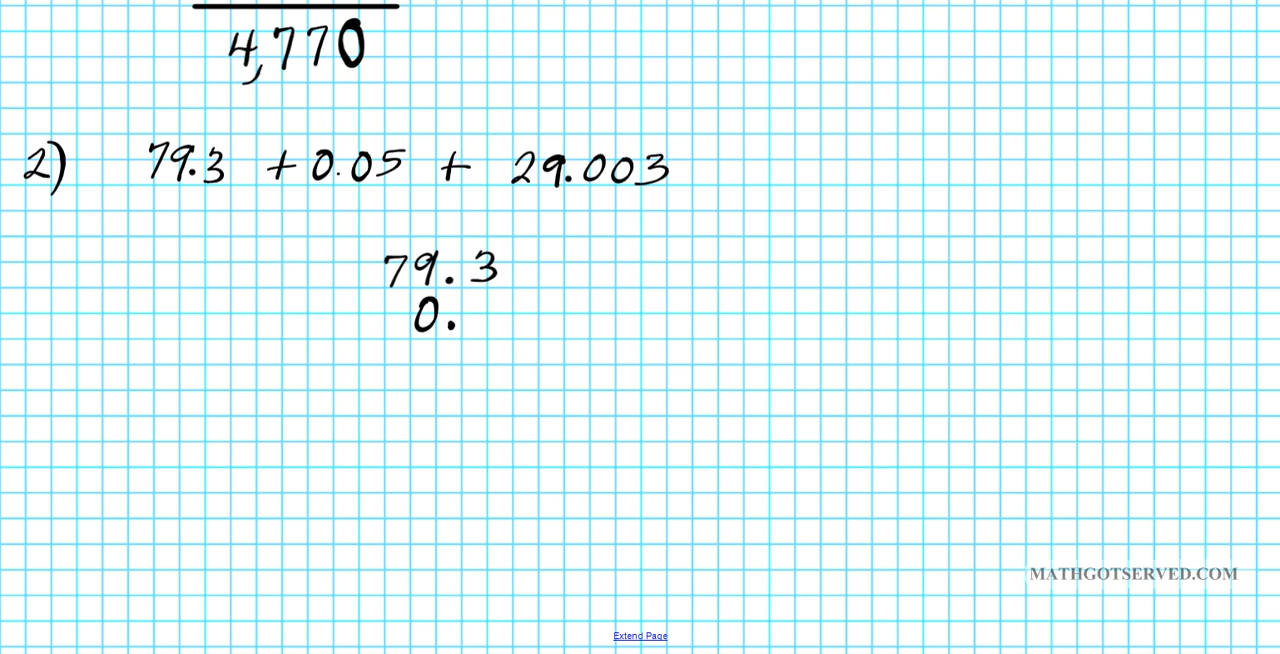 4,770
2) 79.3 + 0.05 + 29.003
79.3
0.
MATHGOTSERVED.COM
Extend Page